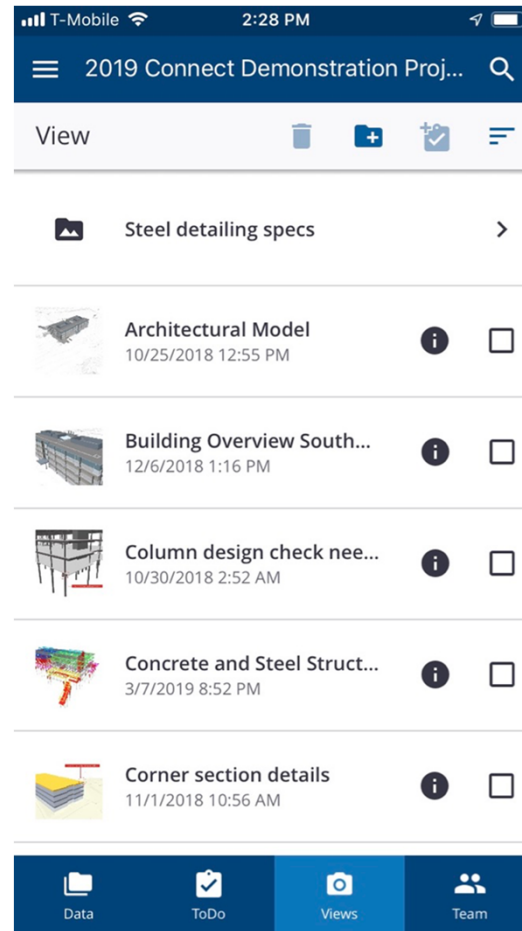 T-Mobile 2:28 PM
2019 Connect Demonstration Proj...
View
Steel detailing specs
Architectural Model
10/25/2018 12:55 PM
Building Overview South...
12/6/2018 1:16 PM
Column design check nee...
10/30/2018 2:52 AM
Concrete and Steel Struct...
3/7/2019 8:52 PM
Corner section details
11/1/2018 10:56 AM
Data ToDo Views Team